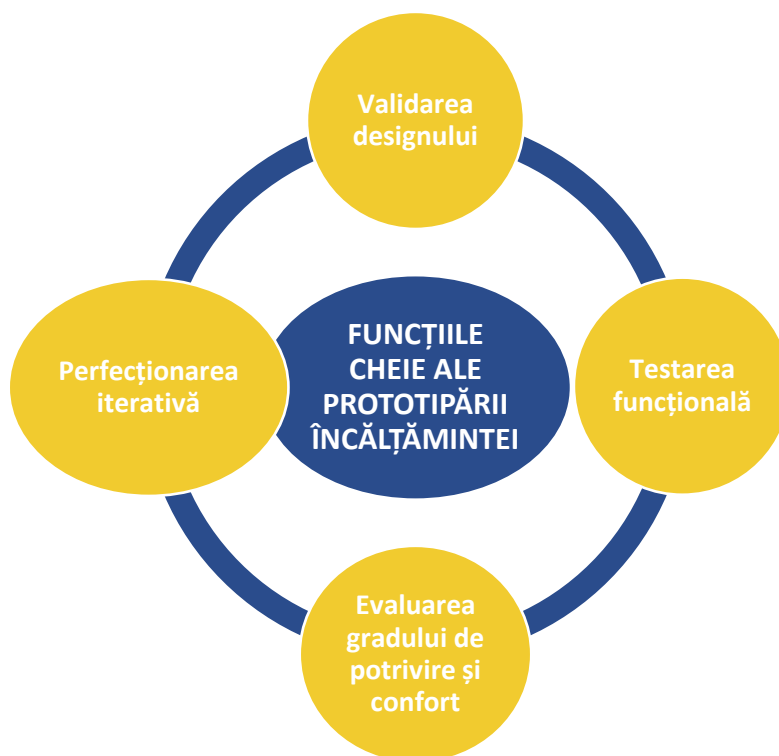 Validarea
designului
FUNCȚIILE
CHEIE ALE
PROTOTIPĂRII
ÎNCĂLȚĂMINTEI
Testarea
funcțională
Evaluarea
gradului de
potrivire și
confort
Perfecționarea
iterativă